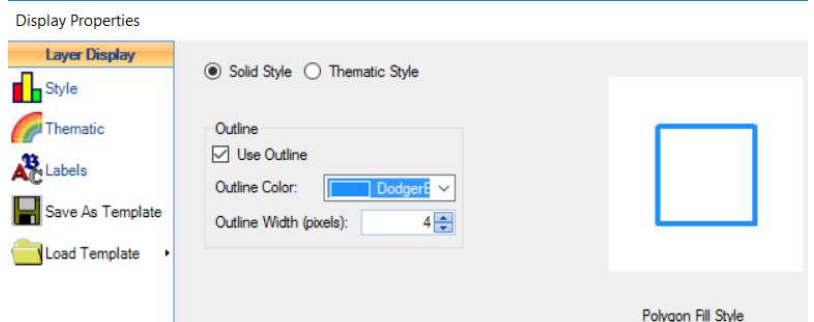 Display Properties
Layer Display
Style
Thematic
Labels
Save As Template
Load Template
Solid Style Thematic Style
Outline
Use Outline
Outline Color: DodgerB
Outline Width (pixels): 4
Polygon Fill Style